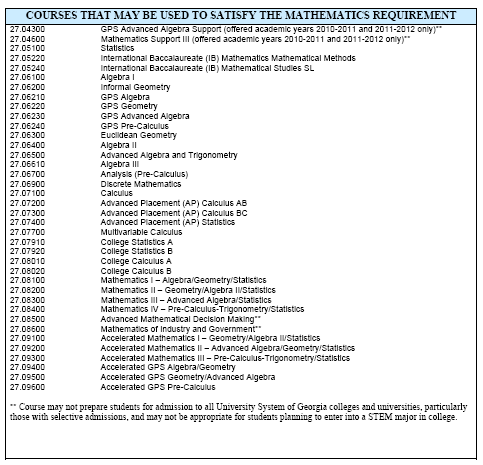 COURSES THAT MAY BE USED TO SATISFY THE MATHEMATICS REQUIREMENT
27.04300 GPS Advanced Algebra Support (offered academic years 2010-2011 and 2011-2012 only)**
27.04600 Mathematics Support III (offered academic years 2010-2011 and 2011-2012 only)**
27.05100 Statistics
27.05220 International Baccalaureate (IB) Mathematics Mathematical Methods
27.05240 International Baccalaureate (IB) Mathematical Studies SL
27.06100 Algebra I
27.06200 Informal Geometry
27.06210 GPS Algebra
27.06220 GPS Geometry
27.06230 GPS Advanced Algebra
27.06240 GPS Pre-Calculus
27.06300 Euclidean Geometry
27.06400 Algebra II
27.06500 Advanced Algebra and Trigonometry
27.06610 Algebra III
27.06700 Analysis (Pre-Calculus)
27.06900 Discrete Mathematics
27.07100 Calculus
27.07200 Advanced Placement (AP) Calculus AB
27.07300 Advanced Placement (AP) Calculus BC
27.07400 Advanced Placement (AP) Statistics
27.07700 Multivariable Calculus
27.07910 College Statistics A
27.07920 College Statistics B
27.08010 College Calculus A
27.08020 College Calculus B
27.08100 Mathematics I – Algebra/Geometry/Statistics
27.08200 Mathematics II – Geometry/Algebra II/Statistics
27.08300 Mathematics III – Advanced Algebra/Statistics
27.08400 Mathematics IV – Pre-Calculus-Trigonometry/Statistics
27.08500 Advanced Mathematical Decision Making**
27.08600 Mathematics of Industry and Government**
27.09100 Accelerated Mathematics I – Geometry/Algebra II/Statistics
27.09200 Accelerated Mathematics II – Advanced Algebra/Geometry/Statistics
27.09300 Accelerated Mathematics III – Pre-Calculus-Trigonometry/Statistics
27.09400 Accelerated GPS Algebra/Geometry
27.09500 Accelerated GPS Geometry/Advanced Algebra
27.09600 Accelerated GPS Pre-Calculus
** Course may not prepare students for admission to all University System of Georgia colleges and universities, particularly
those with selective admissions, and may not be appropriate for students planning to enter into a STEM major in college.